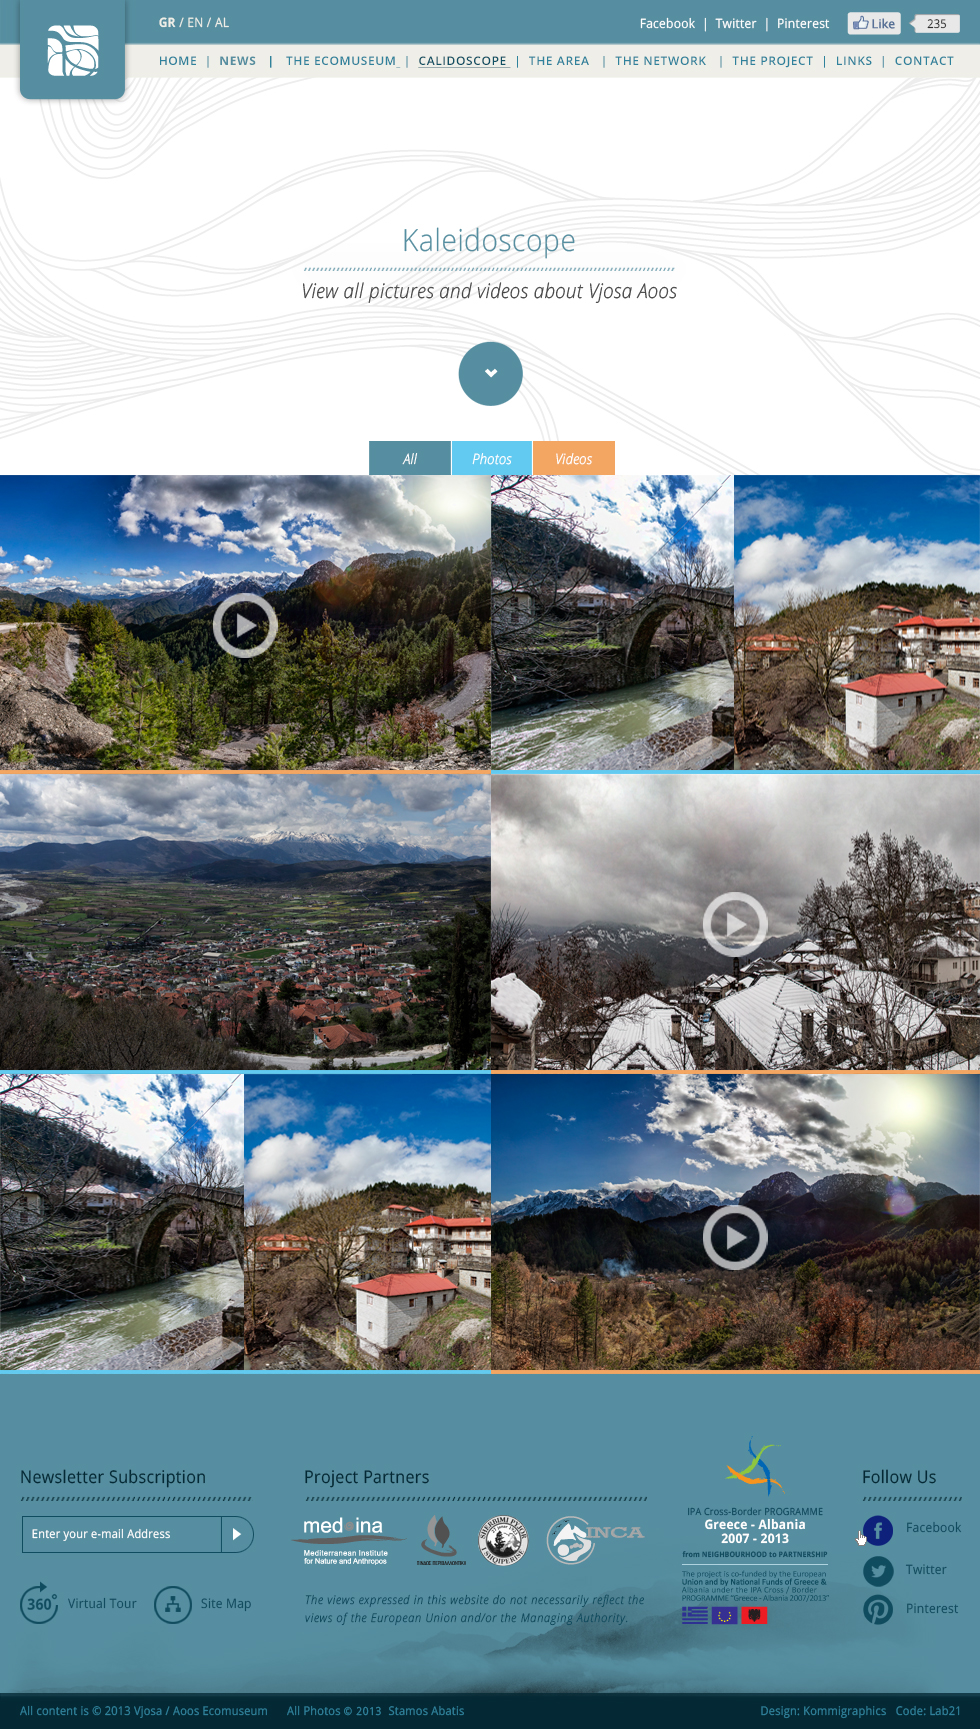 GR / EN / AL
Facebook | Twitter | Pinterest
Like
235
HOME | NEWS | THE ECOMUSEUM | CALIDOSCOPE | THE AREA | THE NETWORK | THE PROJECT | LINKS | CONTACT
Kaleidoscope
View all pictures and videos about Vjosa Aoos
All
Photos
Videos
Newsletter Subscription
Enter your e-mail Address
360°
Virtual Tour
Site Map
Project Partners
med-ina
Mediterranean Institute
for Nature and Anthropos
INCA
The views expressed in this website do not necessarily reflect the
views of the European Union and/or the Managing Authority.
IPA Cross-Border PROGRAMME
Greece - Albania
2007 - 2013
from NEIGHBOURHOOD to PARTNERSHIP
The project is co-funded by the European
Union and by National Funds of Greece &
Albania under the IPA Cross / Border
PROGRAMME "Greece - Albania 2007/2013"
Follow Us
Facebook
Twitter
Pinterest
All content is © 2013 Vjosa / Aoos Ecomuseum
All Photos © 2013 Stamos Abatis
Design: Kommigraphics Code: Lab21